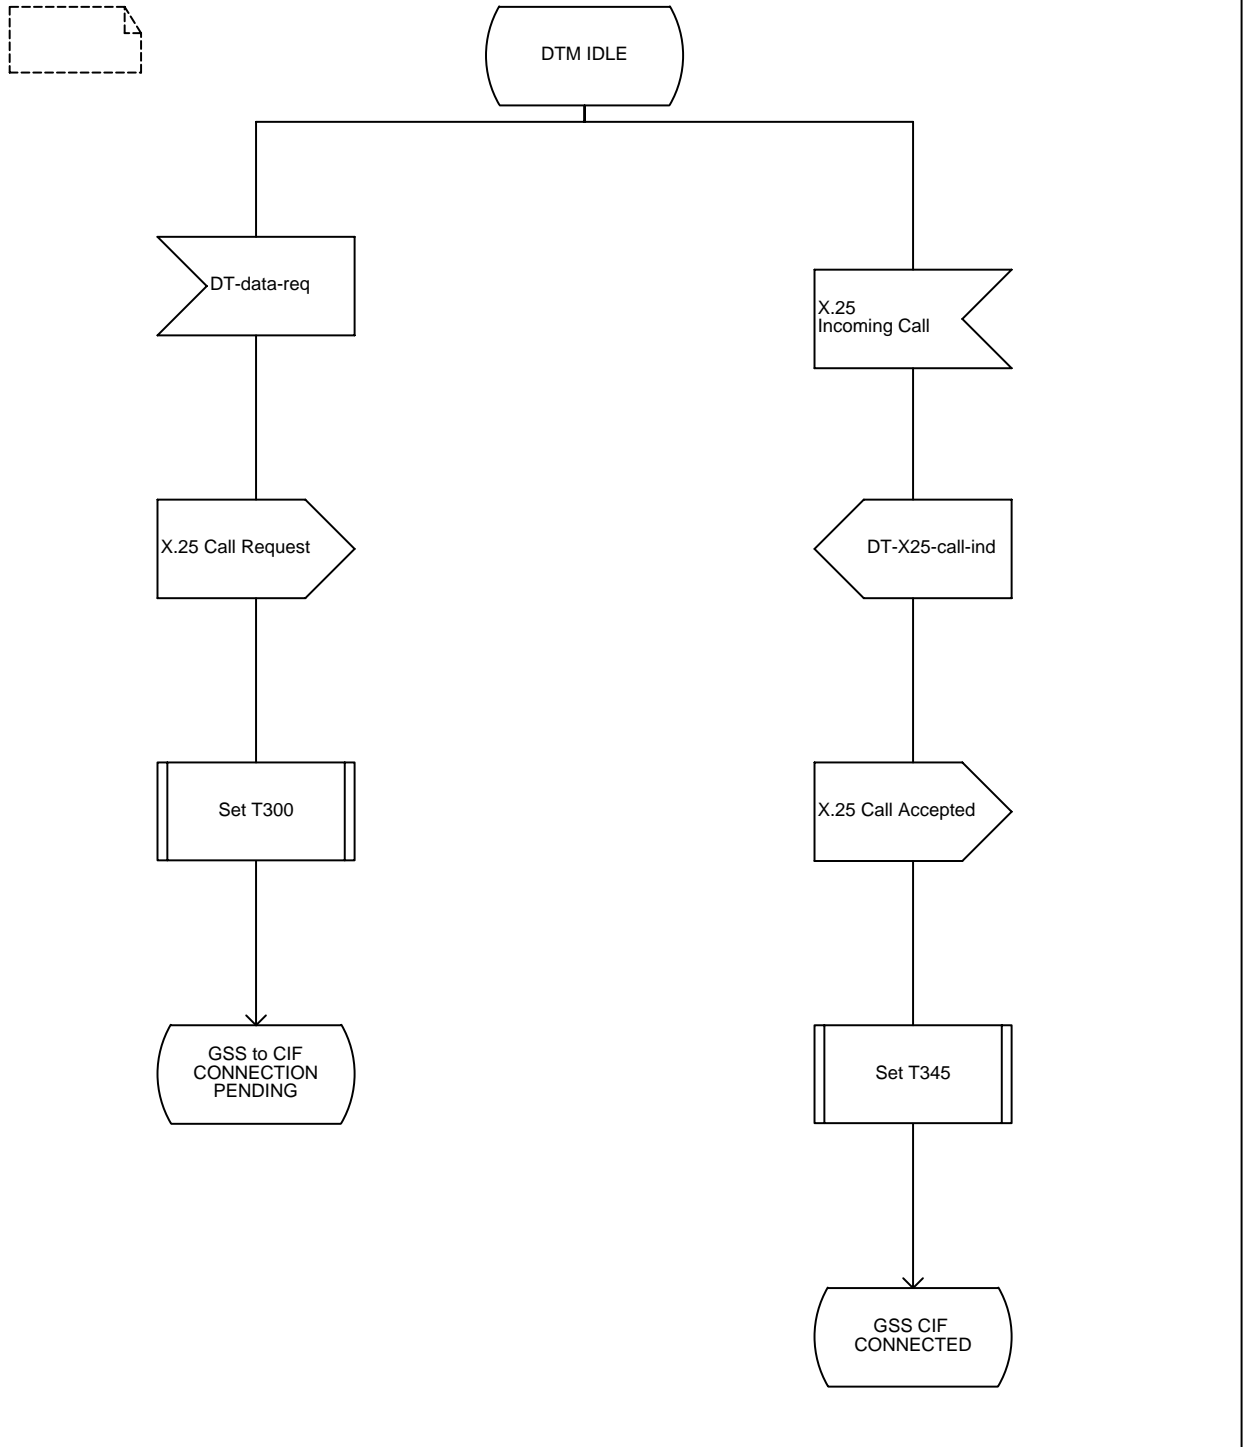 DTM IDLE
DT-data-req
X.25
Incoming Call
X.25 Call Request
DT-X25-call-ind
Set T300
X.25 Call Accepted
GSS to CIF
CONNECTION
PENDING
Set T345
GSS CIF
CONNECTED